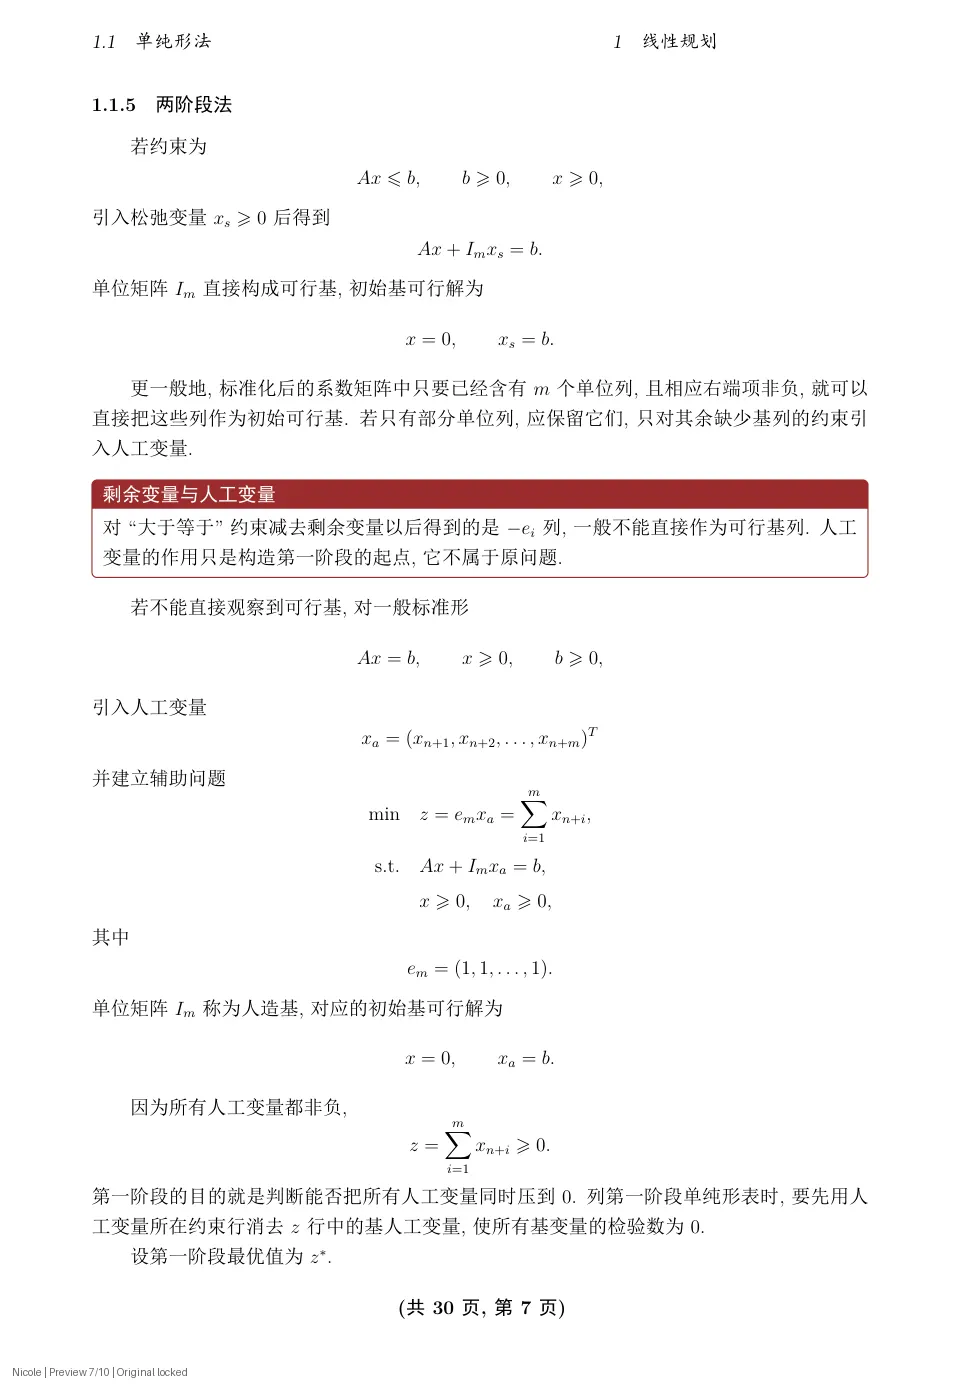 1.1 单纯形法 1 线性规划
1.1.5 两阶段法
若约束为
Ax ⩽ b, b ⩾ 0, x ⩾ 0,
引入松弛变量 x_s ⩾ 0 后得到
Ax + I_m x_s = b.
单位矩阵 I_m 直接构成可行基, 初始基可行解为
x = 0, x_s = b.
更一般地, 标准化后的系数矩阵中只要已经含有 m 个单位列, 且相应右端项非负, 就可以
直接把这些列作为初始可行基. 若只有部分单位列, 应保留它们, 只对其余缺少基列的约束引
入人工变量.
剩余变量与人工变量
对 “大于等于” 约束减去剩余变量以后得到的是 −e_i 列, 一般不能直接作为可行基列. 人工
变量的作用只是构造第一阶段的起点, 它不属于原问题.
若不能直接观察到可行基, 对一般标准形
Ax = b, x ⩾ 0, b ⩾ 0,
引入人工变量
x_a = (x_{n+1}, x_{n+2}, . . . , x_{n+m})^T
并建立辅助问题
min z = e_m x_a = ∑_{i=1}^{m} x_{n+i},
s.t. Ax + I_m x_a = b,
x ⩾ 0, x_a ⩾ 0,
其中
e_m = (1, 1, . . . , 1).
单位矩阵 I_m 称为人造基, 对应的初始基可行解为
x = 0, x_a = b.
因为所有人工变量都非负,
z = ∑_{i=1}^{m} x_{n+i} ⩾ 0.
第一阶段的目的就是判断能否把所有人工变量同时压到 0. 列第一阶段单纯形表时, 要先用人
工变量所在约束行消去 z 行中的基人工变量, 使所有基变量的检验数为 0.
设第一阶段最优值为 z*.
(共 30 页, 第 7 页)
Nicole | Preview 7/10 | Original locked